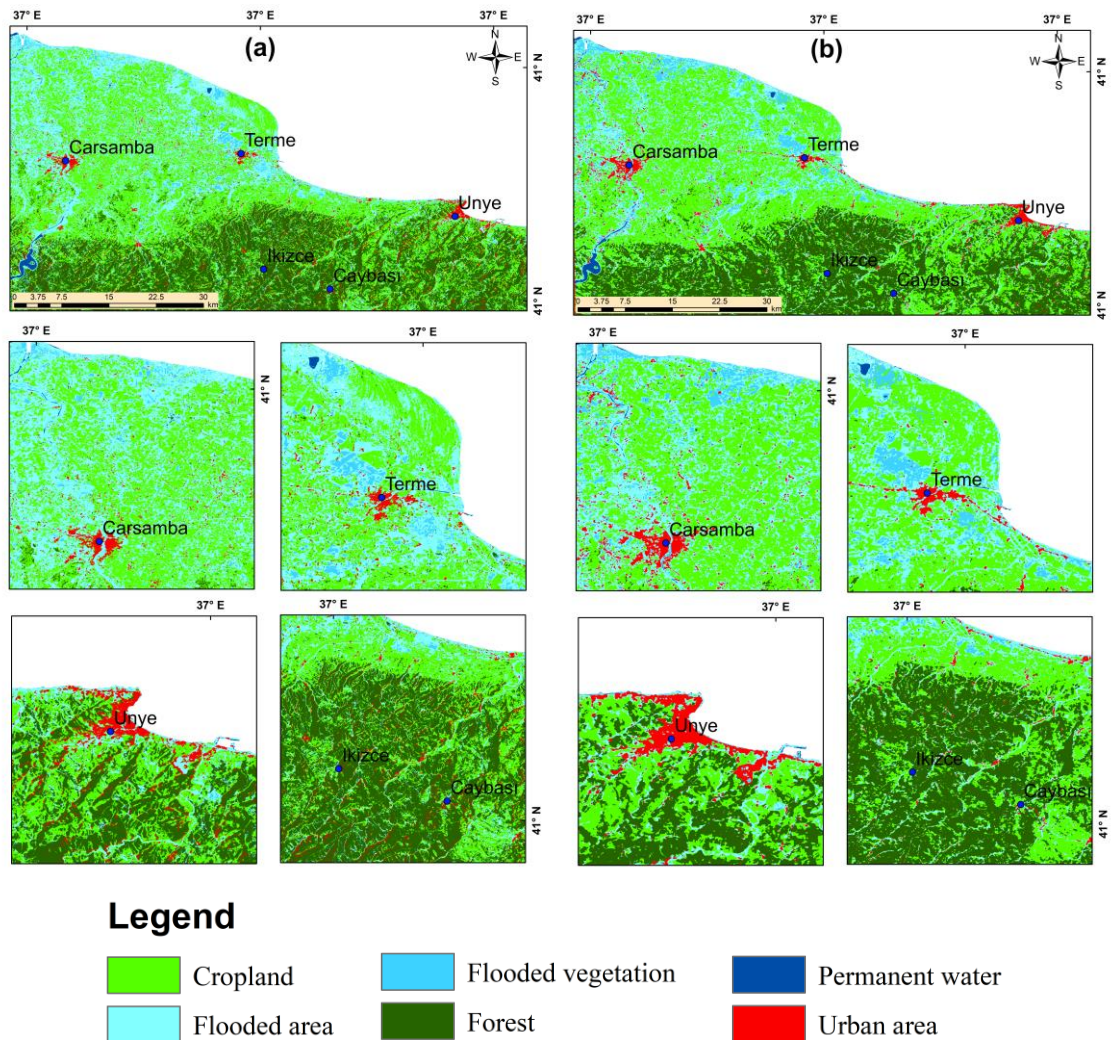 37° E 37° E 37° E 37° E 37° E 37° E
(a) (b)
N N
W E W E
S S
41° N 41° N
Carsamba Terme Carsamba Terme
Unye Unye
Ikizce Ikizce
Caybası Caybası
0 3.75 7.5 15 22.5 30 0 3.75 7.5 15 22.5 30
km km
41° N 41° N
37° E 37° E 37° E 37° E
41° N 41° N
Terme Terme
Carsamba Carsamba
37° E 37° E 37° E 37° E
Unye Unye
Ikizce Ikizce
Caybası Caybası
41° N 41° N
Legend
Cropland Flooded vegetation Permanent water
Flooded area Forest Urban area